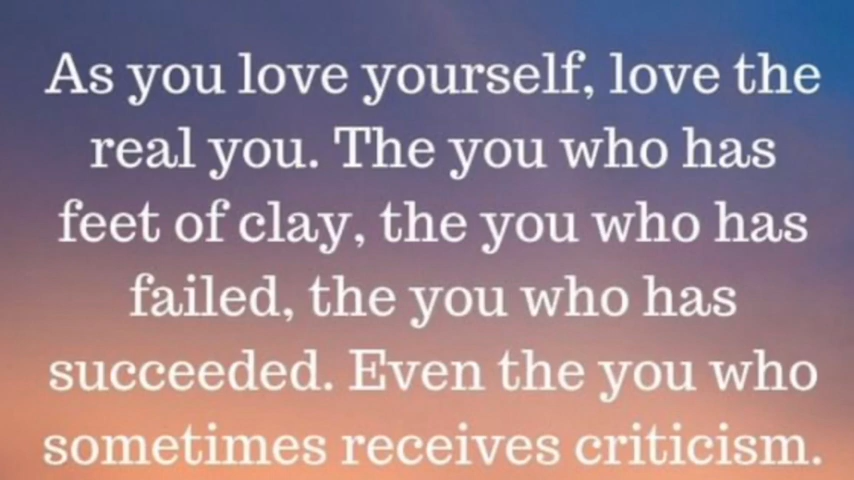 As you love yourself, love the
real you. The you who has
feet of clay, the you who has
failed, the you who has
succeeded. Even the you who
sometimes receives criticism.